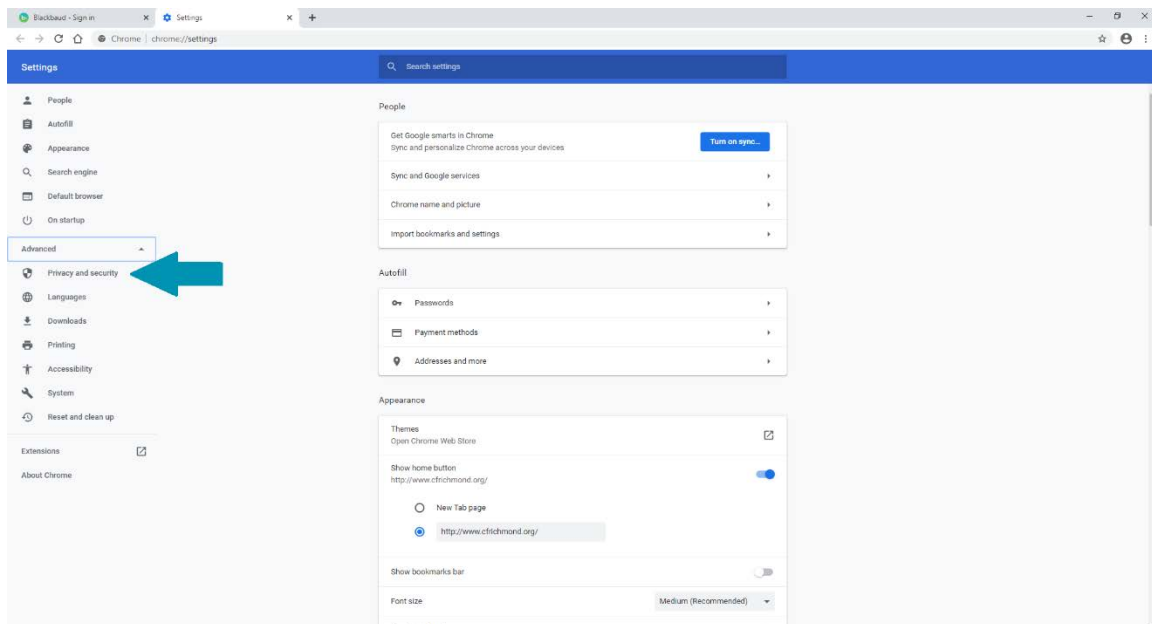 Blackbaud - Sign in
Settings
Chrome | chrome://settings
Settings
Search settings
People
Autofill
Appearance
Search engine
Default browser
On startup
Advanced
Privacy and security
Languages
Downloads
Printing
Accessibility
System
Reset and clean up
Extensions
About Chrome
People
Get Google smarts in Chrome
Sync and personalize Chrome across your devices
Turn on sync...
Sync and Google services
Chrome name and picture
Import bookmarks and settings
Autofill
Passwords
Payment methods
Addresses and more
Appearance
Themes
Open Chrome Web Store
Show home button
http://www.cfrichmond.org/
New Tab page
http://www.cfrichmond.org/
Show bookmarks bar
Font size
Medium (Recommended)